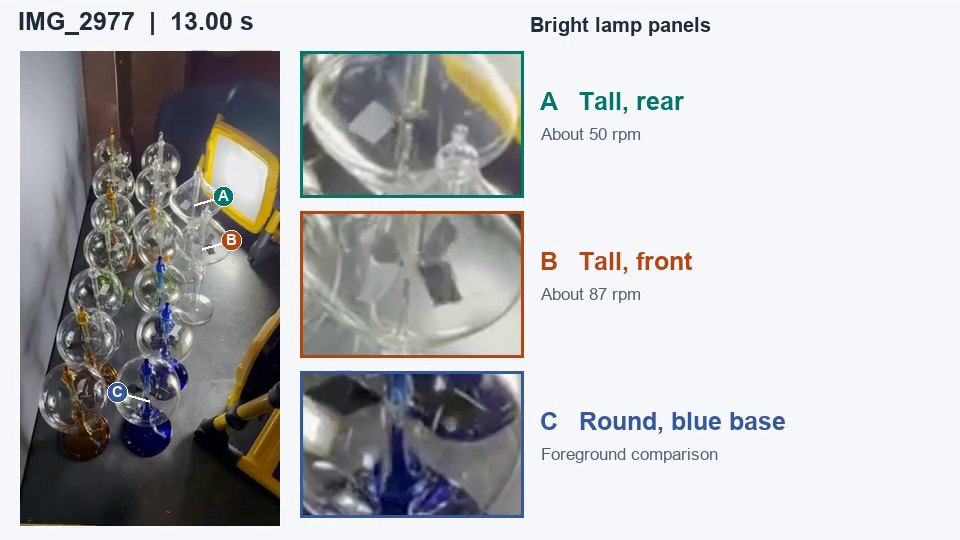 IMG_2977 | 13.00 s
Bright lamp panels
A Tall, rear
About 50 rpm
A
B
B Tall, front
About 87 rpm
C
C Round, blue base
Foreground comparison